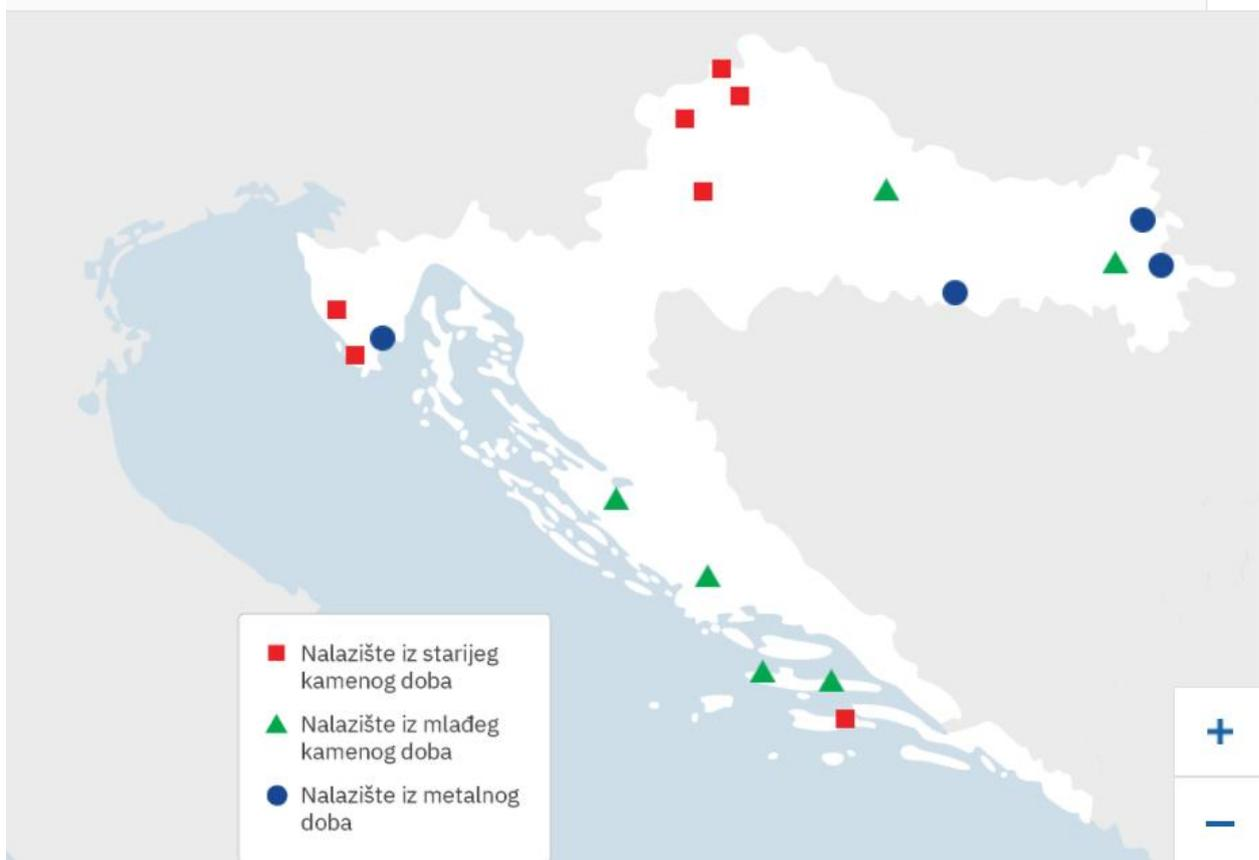 Nalazište iz starijeg
kamenog doba
Nalazište iz mlađeg
kamenog doba
Nalazište iz metalnog
doba
+
−